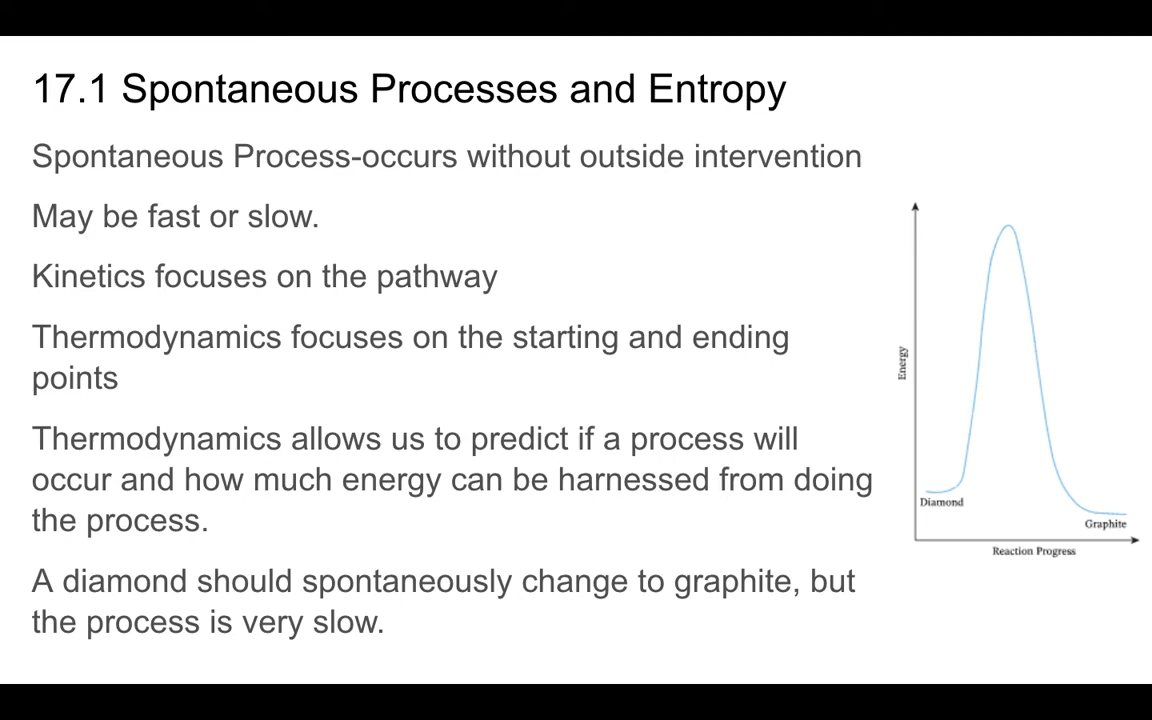 17.1 Spontaneous Processes and Entropy
Spontaneous Process-occurs without outside intervention
May be fast or slow.
Kinetics focuses on the pathway
Thermodynamics focuses on the starting and ending
points
Thermodynamics allows us to predict if a process will
occur and how much energy can be harnessed from doing
the process.
A diamond should spontaneously change to graphite, but
the process is very slow.
Energy
Diamond
Graphite
Reaction Progress